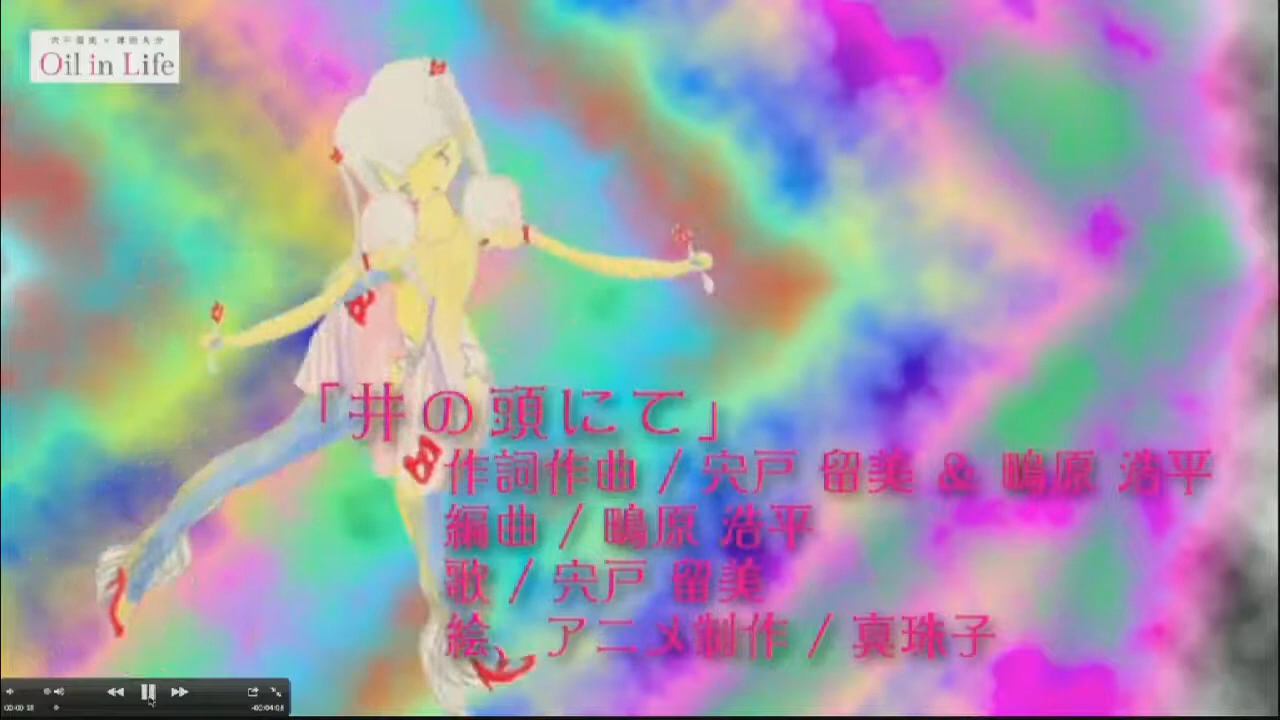 Oil in Life
「井の頭にて」
作詞作曲 / 宍戸 留美 & 鴫原 浩平
編曲 / 鴫原 浩平
歌 / 宍戸 留美
絵、アニメ制作 / 真珠子